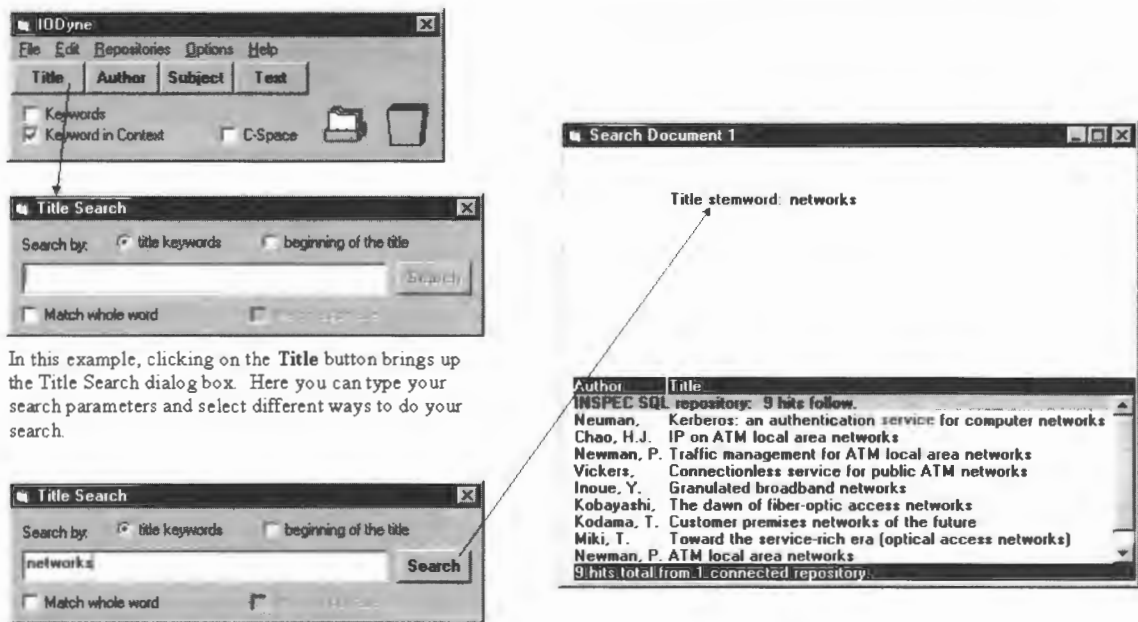 IODyne
File Edit Repositories Options Help
Title Author Subject Text
Keywords
Keyword in Context C-Space
Title Search
Search by: title keywords beginning of the title
Search
Match whole word
In this example, clicking on the Title button brings up
the Title Search dialog box. Here you can type your
search parameters and select different ways to do your
search.
Title Search
Search by: title keywords beginning of the title
networks Search
Match whole word
Search Document 1
Title stemword: networks
Author Title
INSPEC SQL repository: 9 hits follow.
Neuman, Kerberos: an authentication service for computer networks
Chao, H.J. IP on ATM local area networks
Newman, P. Traffic management for ATM local area networks
Vickers, Connectionless service for public ATM networks
Inoue, Y. Granulated broadband networks
Kobayashi, The dawn of fiber-optic access networks
Kodama, T. Customer premises networks of the future
Miki, T. Toward the service-rich era (optical access networks)
Newman, P. ATM local area networks
9 hits total from 1 connected repository.